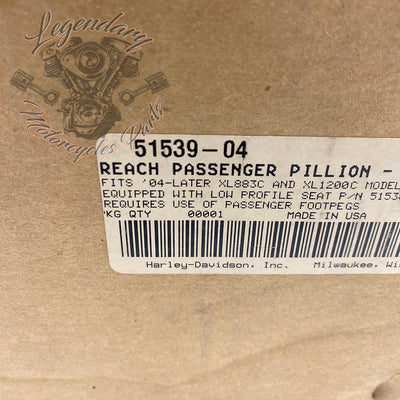 Legendary
Motorcycles Parts
51539-04
REACH PASSENGER PILLION -
FITS '04-LATER XL883C AND XL1200C MODEL
EQUIPPED WITH LOW PROFILE SEAT P/N 5153
REQUIRES USE OF PASSENGER FOOTPEGS
PKG QTY 00001 MADE IN USA
Harley-Davidson, Inc. Milwaukee, Wi